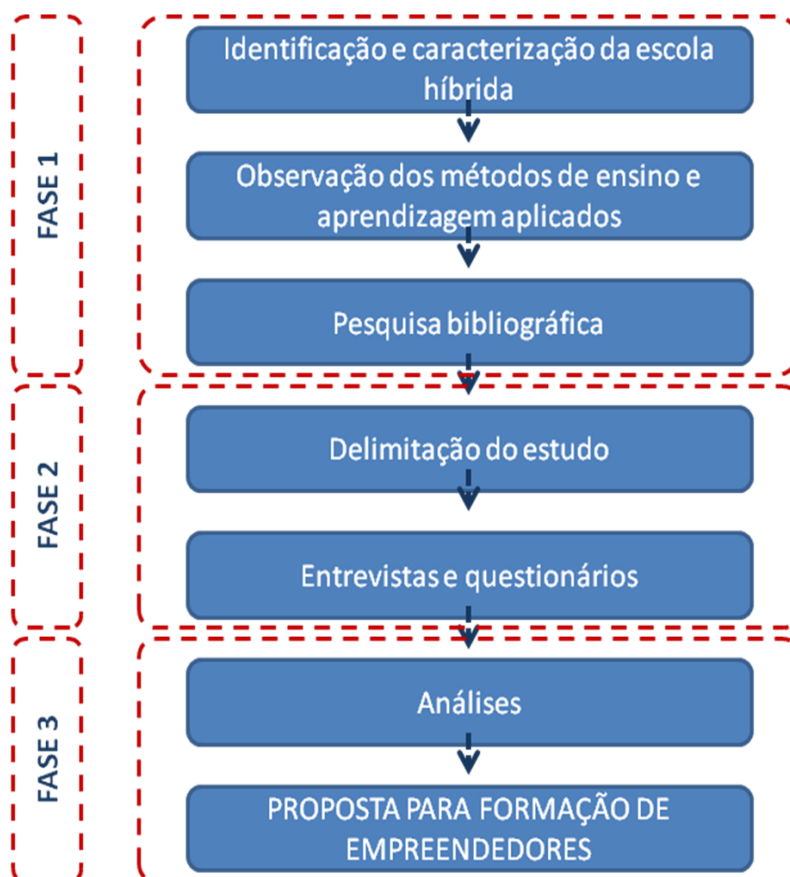 FASE 1
Identificação e caracterização da escola
híbrida
Observação dos métodos de ensino e
aprendizagem aplicados
Pesquisa bibliográfica
FASE 2
Delimitação do estudo
Entrevistas e questionários
FASE 3
Análises
PROPOSTA PARA FORMAÇÃO DE
EMPREENDEDORES